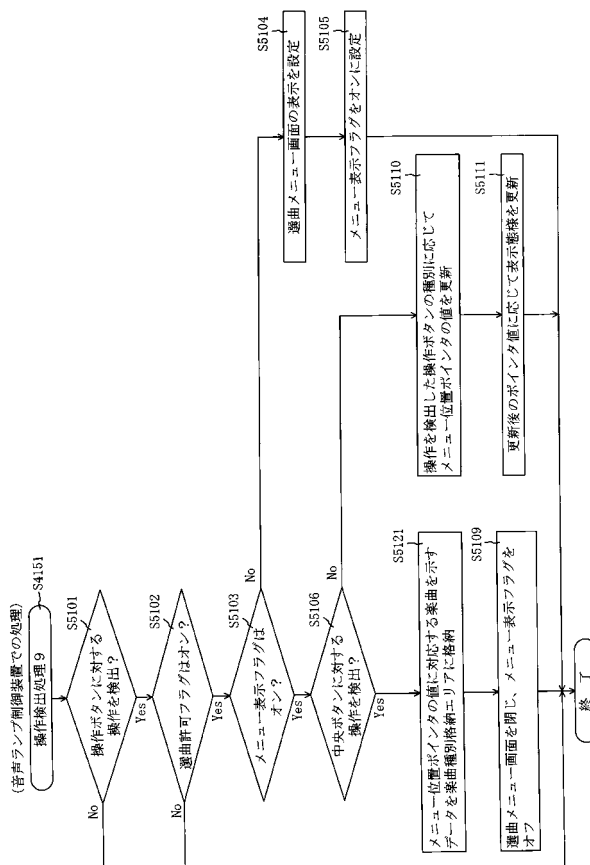 (音声ランプ制御装置での処理)
操作検出処理9
S4151
S5101
操作ボタンに対する
操作を検出?
No
Yes
S5102
選曲許可フラグはオン?
No
Yes
S5103
メニュー表示フラグは
オン?
No
Yes
S5104
選曲メニュー画面の表示を設定
S5105
メニュー表示フラグをオンに設定
S5106
中央ボタンに対する
操作を検出?
No
Yes
S5110
操作を検出した操作ボタンの種別に応じて
メニュー位置ポインタの値を更新
S5111
更新後のポインタ値に応じて表示態様を更新
S5121
メニュー位置ポインタの値に対応する楽曲を示す
データを楽曲種別格納エリアに格納
S5109
選曲メニュー画面を閉じ、メニュー表示フラグを
オフ
終 了